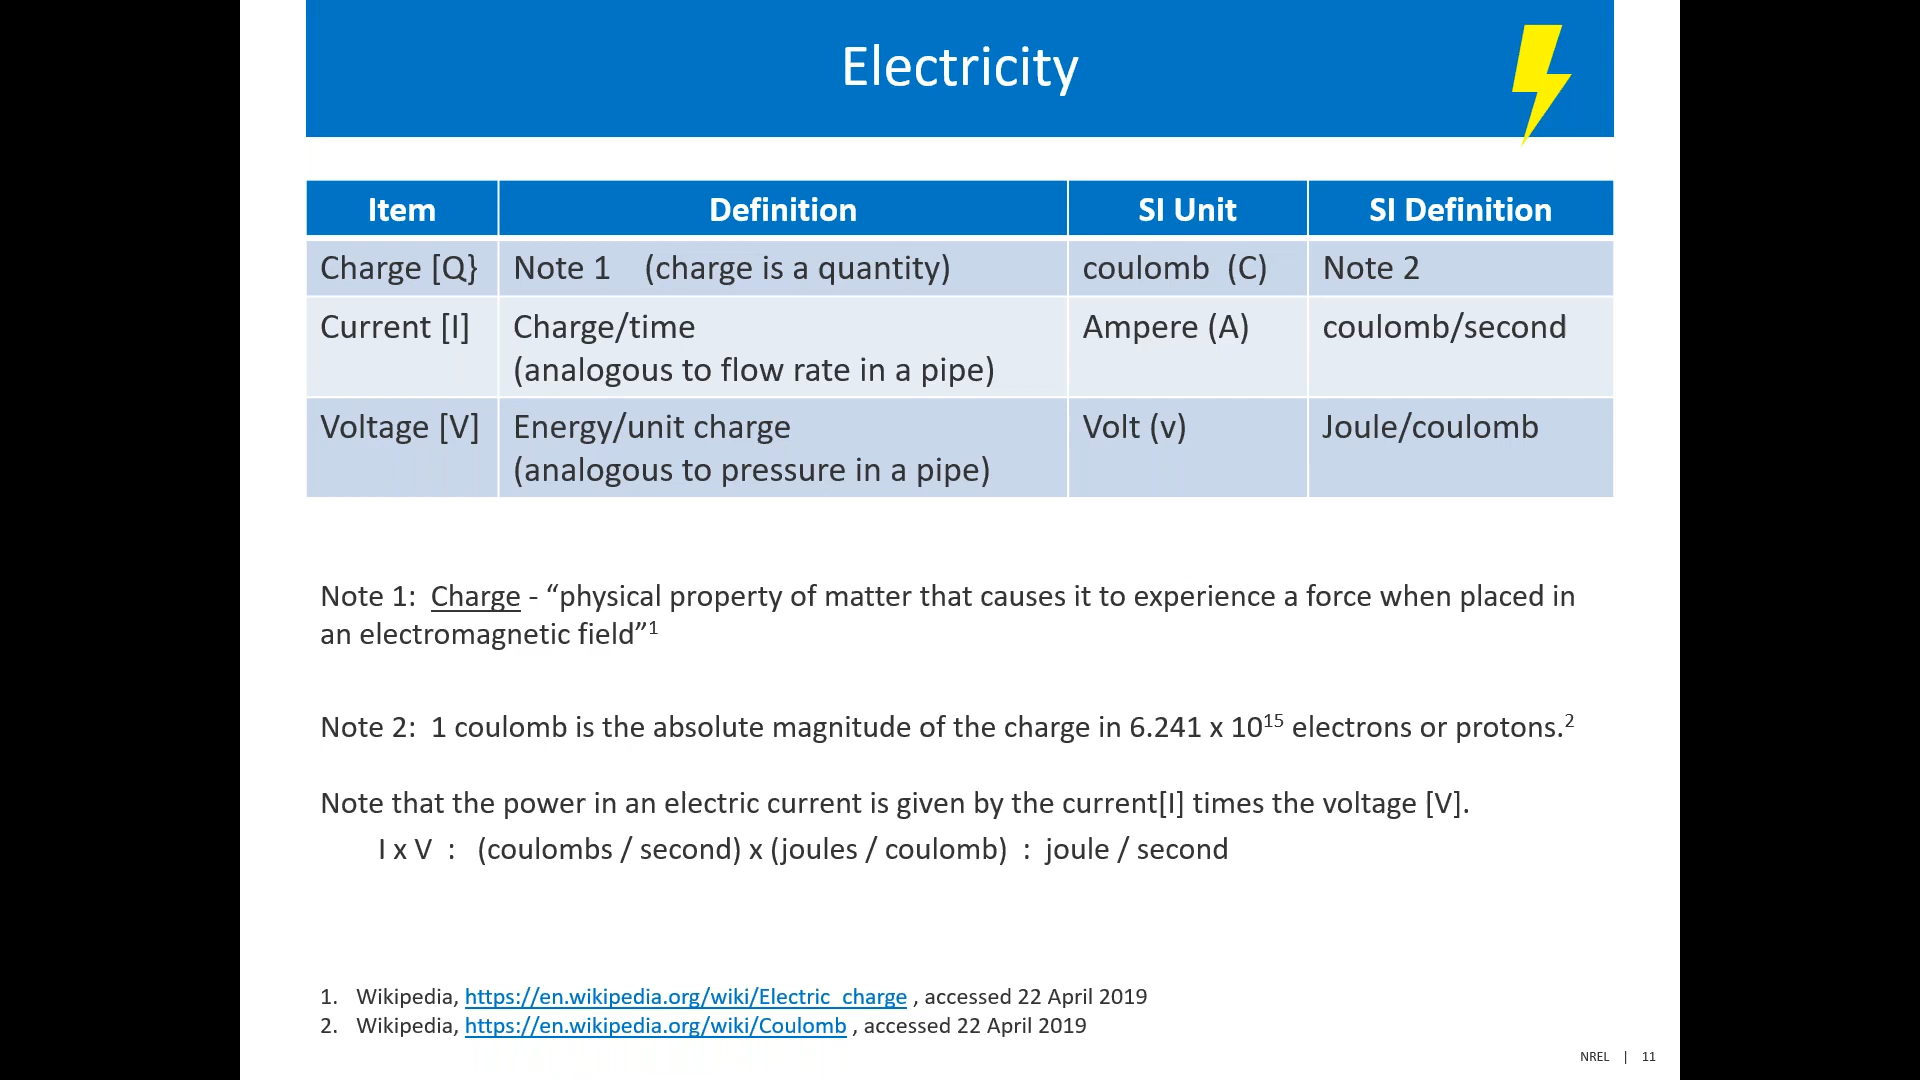 Electricity
Item Definition SI Unit SI Definition
Charge [Q} Note 1 (charge is a quantity) coulomb (C) Note 2
Current [I] Charge/time Ampere (A) coulomb/second
(analogous to flow rate in a pipe)
Voltage [V] Energy/unit charge Volt (v) Joule/coulomb
(analogous to pressure in a pipe)
Note 1: Charge - “physical property of matter that causes it to experience a force when placed in
an electromagnetic field”¹
Note 2: 1 coulomb is the absolute magnitude of the charge in 6.241 x 10¹⁵ electrons or protons.²
Note that the power in an electric current is given by the current[I] times the voltage [V].
I x V : (coulombs / second) x (joules / coulomb) : joule / second
1. Wikipedia, https://en.wikipedia.org/wiki/Electric_charge , accessed 22 April 2019
2. Wikipedia, https://en.wikipedia.org/wiki/Coulomb , accessed 22 April 2019
NREL | 11